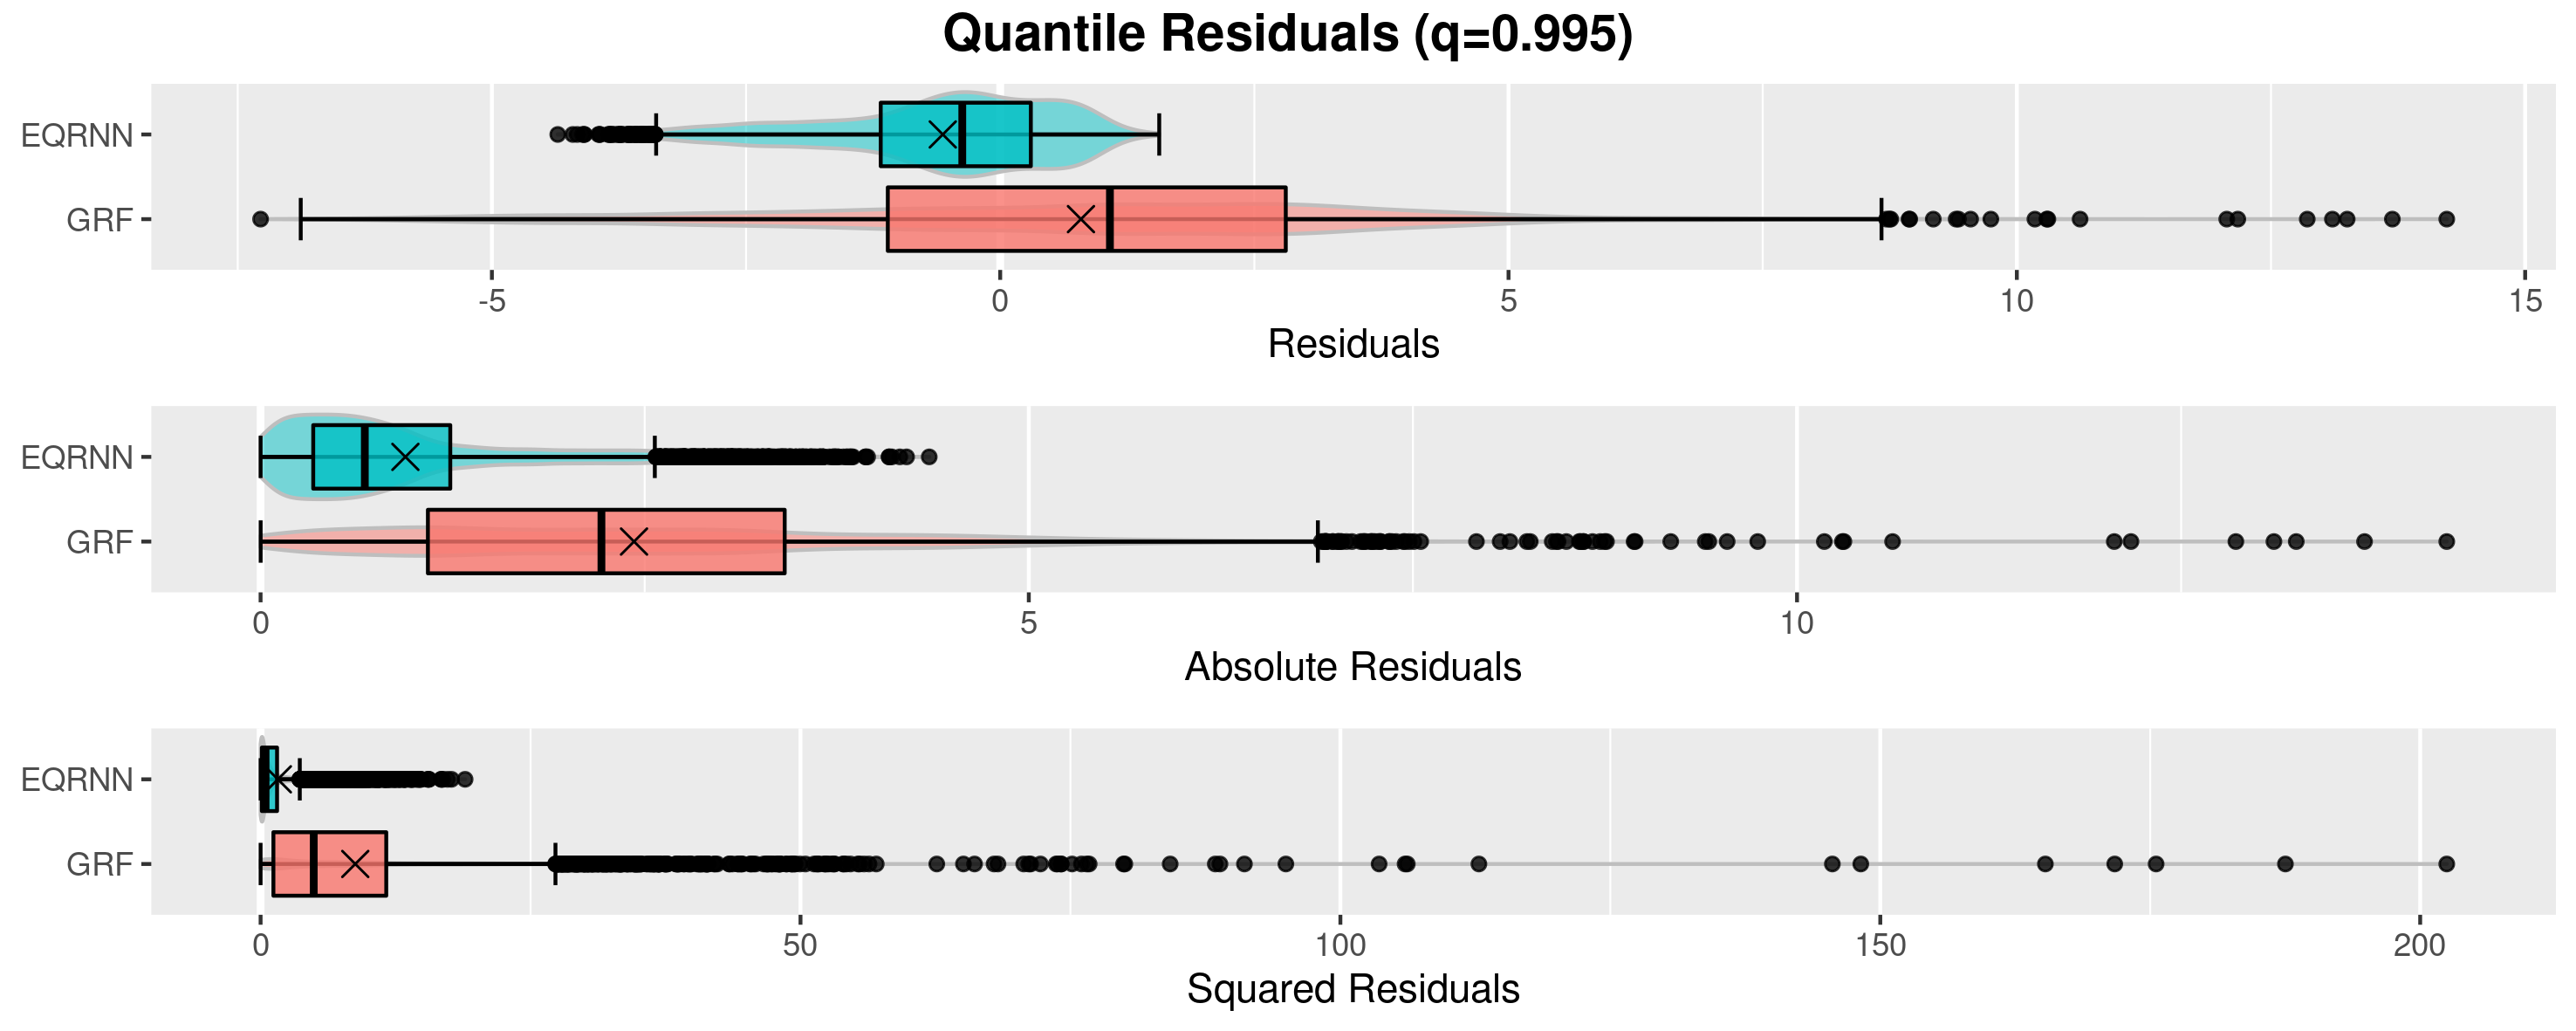 Quantile Residuals (q=0.995)
EQRNN
GRF
-5 0 5 10 15
Residuals
EQRNN
GRF
0 5 10
Absolute Residuals
EQRNN
GRF
0 50 100 150 200
Squared Residuals